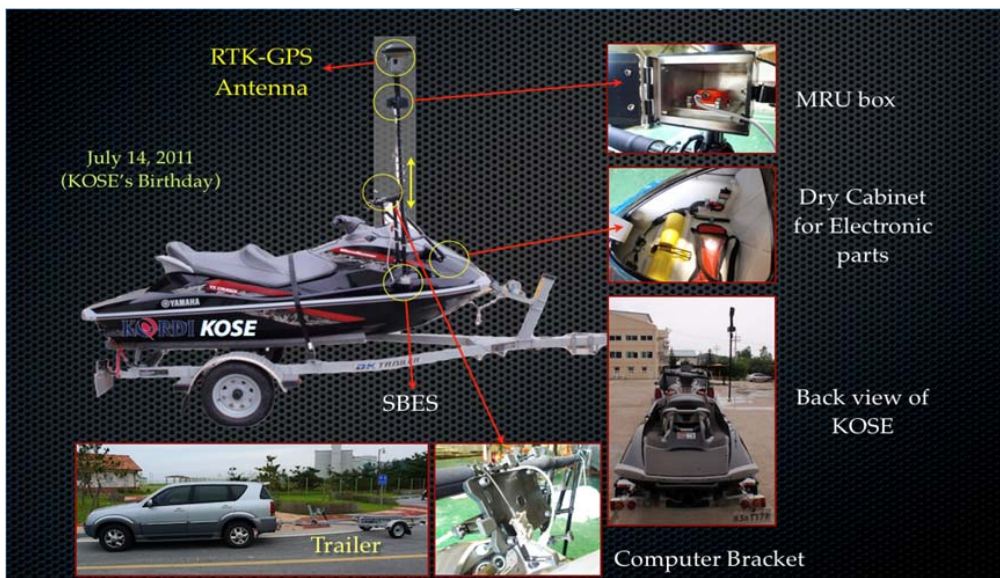 RTK-GPS
Antenna
MRU box
July 14, 2011
(KOSE's Birthday)
Dry Cabinet
for Electronic
parts
YAMAHA
KORDI KOSE
TRAILER
SBES
Back view of
KOSE
Trailer
Computer Bracket